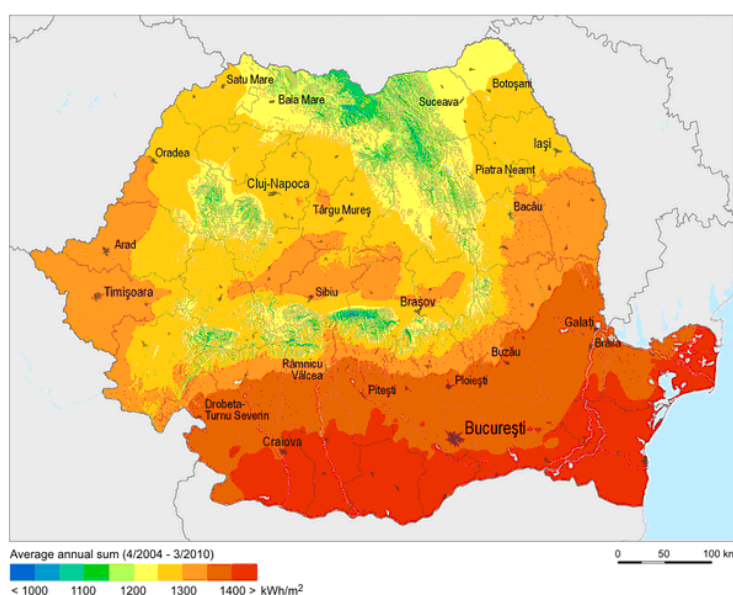 Satu Mare
Baia Mare
Suceava
Botoşani
Oradea
Iaşi
Cluj-Napoca
Piatra Neamt
Târgu Mureş
Bacău
Arad
Timişoara
Sibiu
Braşov
Galaţi
Brăila
Buzău
Râmnicu
Vâlcea
Piteşti
Ploieşti
Drobeta-
Turnu Severin
Bucureşti
Craiova
Average annual sum (4/2004 - 3/2010)
< 1000 1100 1200 1300 1400 > kWh/m²
0 50 100 km